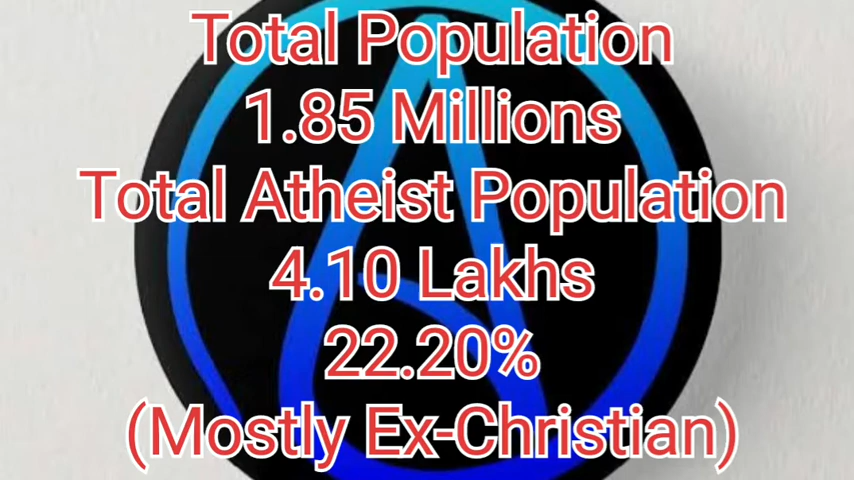 Total Population
1.85 Millions
Total Atheist Population
4.10 Lakhs
22.20%
(Mostly Ex-Christian)